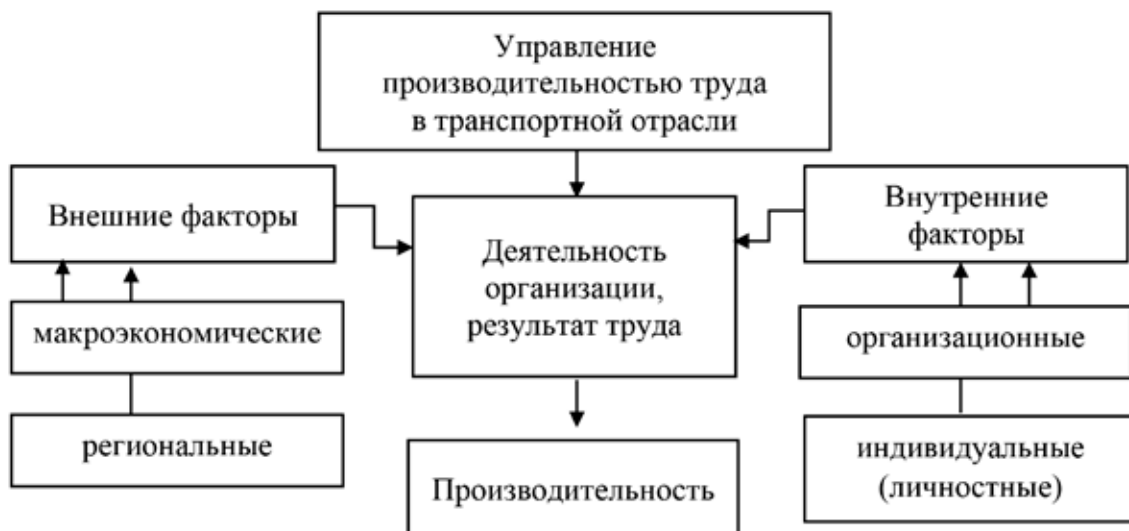 Управление
производительностью труда
в транспортной отрасли
Внешние факторы
Внутренние
факторы
Деятельность
организации,
результат труда
макроэкономические
организационные
региональные
индивидуальные
(личностные)
Производительность